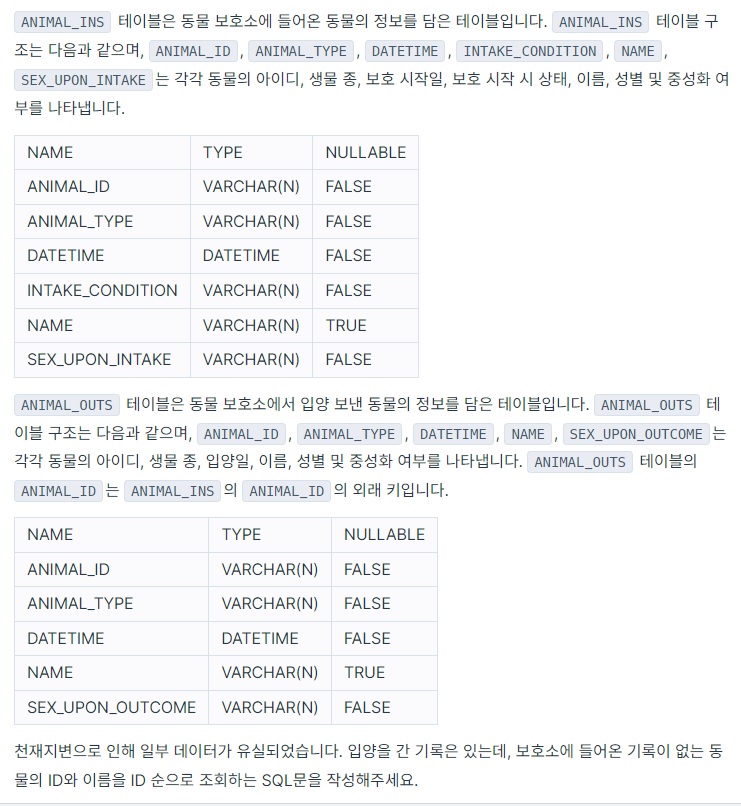 ANIMAL_INS 테이블은 동물 보호소에 들어온 동물의 정보를 담은 테이블입니다. ANIMAL_INS 테이블 구
조는 다음과 같으며, ANIMAL_ID , ANIMAL_TYPE , DATETIME , INTAKE_CONDITION , NAME ,
SEX_UPON_INTAKE 는 각각 동물의 아이디, 생물 종, 보호 시작일, 보호 시작 시 상태, 이름, 성별 및 중성화 여
부를 나타냅니다.
NAME TYPE NULLABLE
ANIMAL_ID VARCHAR(N) FALSE
ANIMAL_TYPE VARCHAR(N) FALSE
DATETIME DATETIME FALSE
INTAKE_CONDITION VARCHAR(N) FALSE
NAME VARCHAR(N) TRUE
SEX_UPON_INTAKE VARCHAR(N) FALSE
ANIMAL_OUTS 테이블은 동물 보호소에서 입양 보낸 동물의 정보를 담은 테이블입니다. ANIMAL_OUTS 테
이블 구조는 다음과 같으며, ANIMAL_ID , ANIMAL_TYPE , DATETIME , NAME , SEX_UPON_OUTCOME 는
각각 동물의 아이디, 생물 종, 입양일, 이름, 성별 및 중성화 여부를 나타냅니다. ANIMAL_OUTS 테이블의
ANIMAL_ID 는 ANIMAL_INS 의 ANIMAL_ID 의 외래 키입니다.
NAME TYPE NULLABLE
ANIMAL_ID VARCHAR(N) FALSE
ANIMAL_TYPE VARCHAR(N) FALSE
DATETIME DATETIME FALSE
NAME VARCHAR(N) TRUE
SEX_UPON_OUTCOME VARCHAR(N) FALSE
천재지변으로 인해 일부 데이터가 유실되었습니다. 입양을 간 기록은 있는데, 보호소에 들어온 기록이 없는 동
물의 ID와 이름을 ID 순으로 조회하는 SQL문을 작성해주세요.